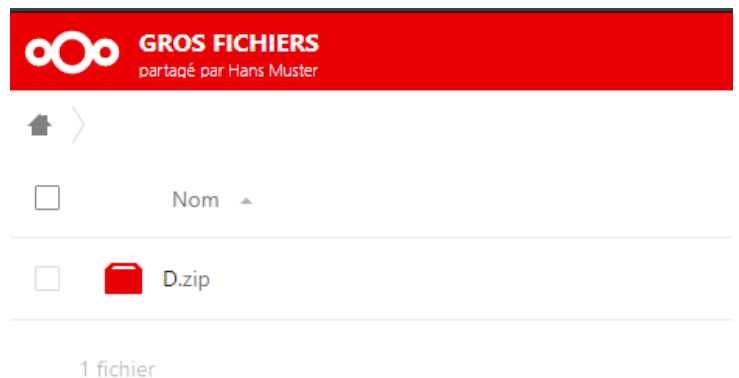 GROS FICHIERS
partagé par Hans Muster
Nom
D.zip
1 fichier